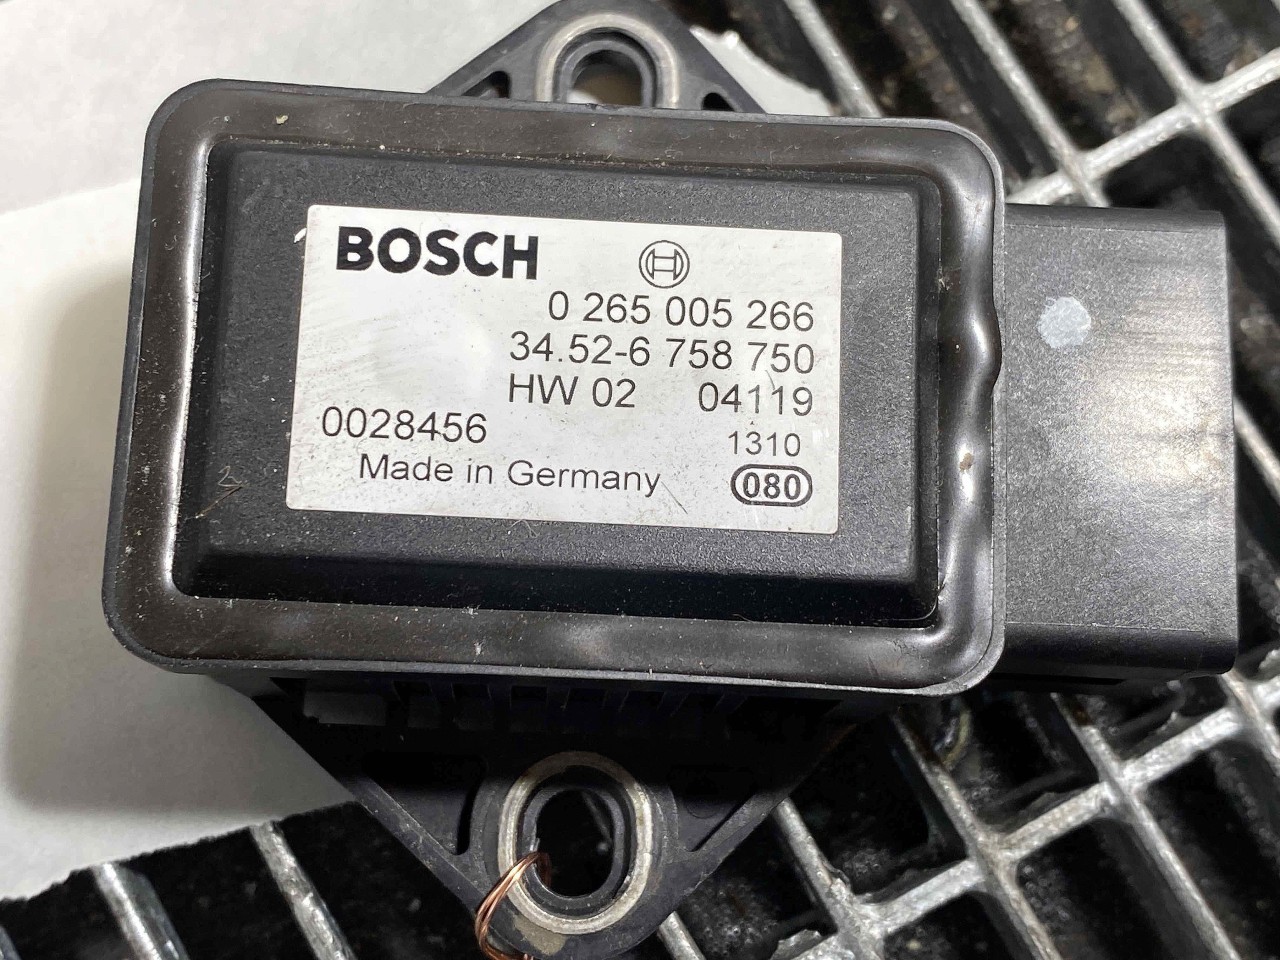 BOSCH
0 265 005 266
34.52-6 758 750
HW 02 04119
0028456 1310
Made in Germany 080